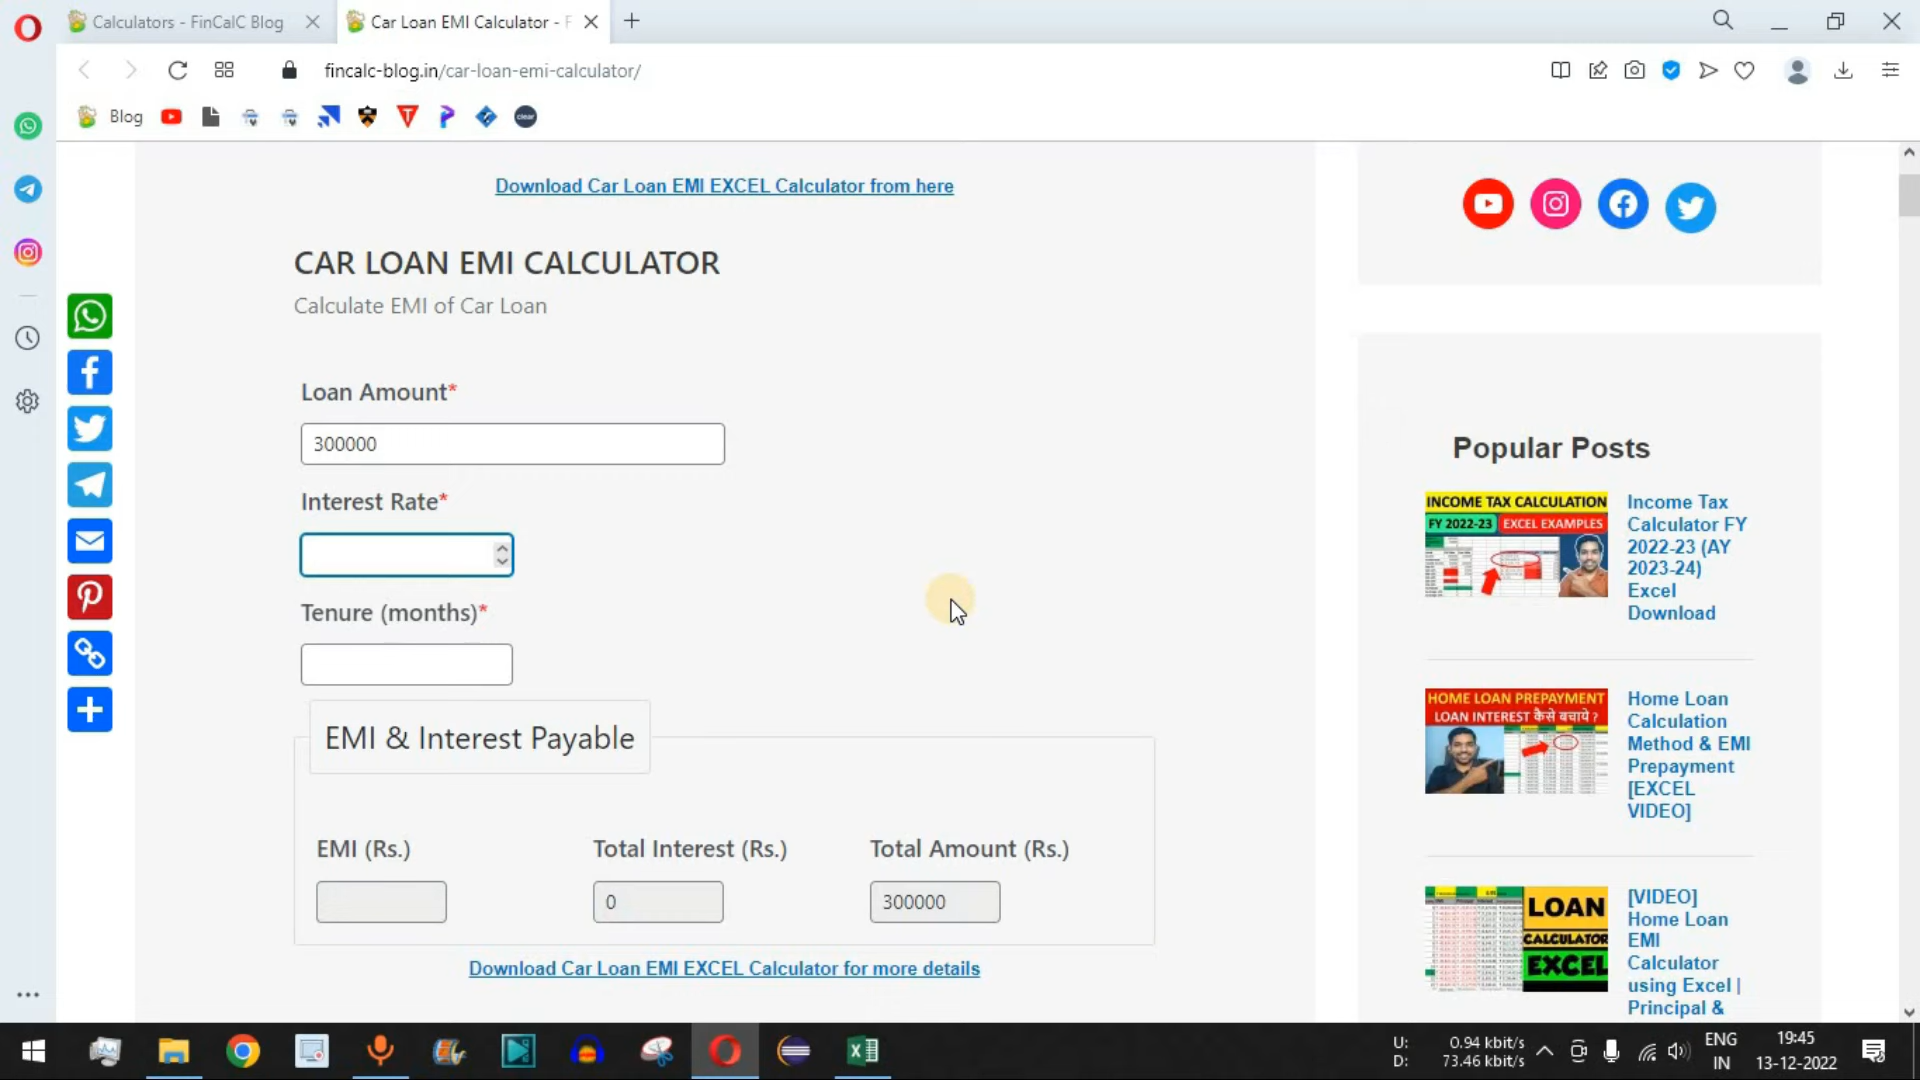 Calculators - FinCalC Blog
Car Loan EMI Calculator - F
fincalc-blog.in/car-loan-emi-calculator/
Blog
clear
Download Car Loan EMI EXCEL Calculator from here
CAR LOAN EMI CALCULATOR
Calculate EMI of Car Loan
Loan Amount*
300000
Interest Rate*
Tenure (months)*
EMI & Interest Payable
EMI (Rs.)
Total Interest (Rs.)
Total Amount (Rs.)
0
300000
Download Car Loan EMI EXCEL Calculator for more details
Popular Posts
INCOME TAX CALCULATION
FY 2022-23
EXCEL EXAMPLES
Income Tax
Calculator FY
2022-23 (AY
2023-24)
Excel
Download
HOME LOAN PREPAYMENT
LOAN INTEREST कैसे बचाये ?
Home Loan
Calculation
Method & EMI
Prepayment
[EXCEL
VIDEO]
LOAN
CALCULATOR
EXCEL
[VIDEO]
Home Loan
EMI
Calculator
using Excel |
Principal &
U: 0.94 kbit/s
D: 73.46 kbit/s
ENG
IN
19:45
13-12-2022